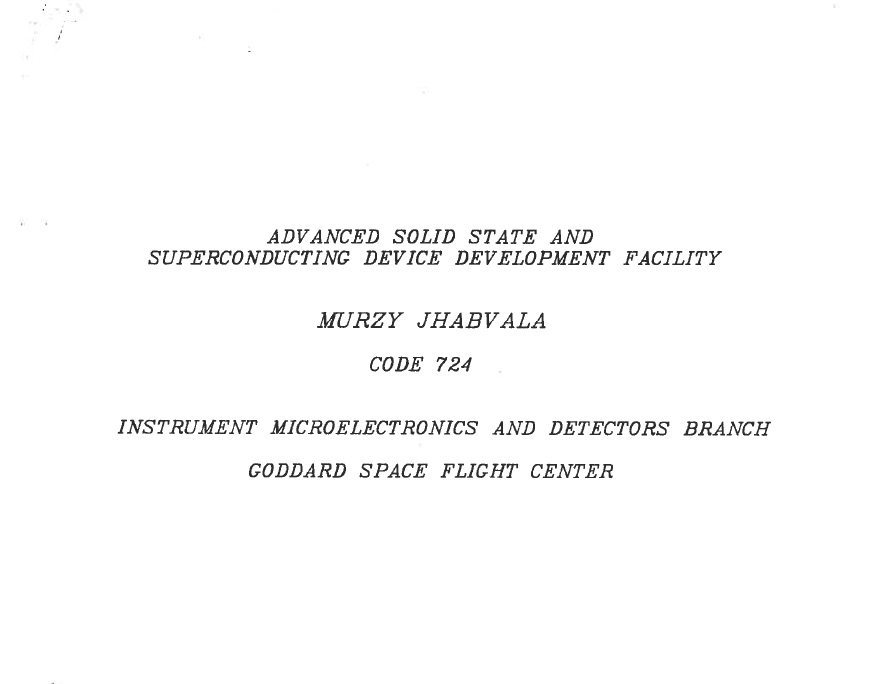 ADVANCED SOLID STATE AND
SUPERCONDUCTING DEVICE DEVELOPMENT FACILITY
MURZY JHABVALA
CODE 724
INSTRUMENT MICROELECTRONICS AND DETECTORS BRANCH
GODDARD SPACE FLIGHT CENTER